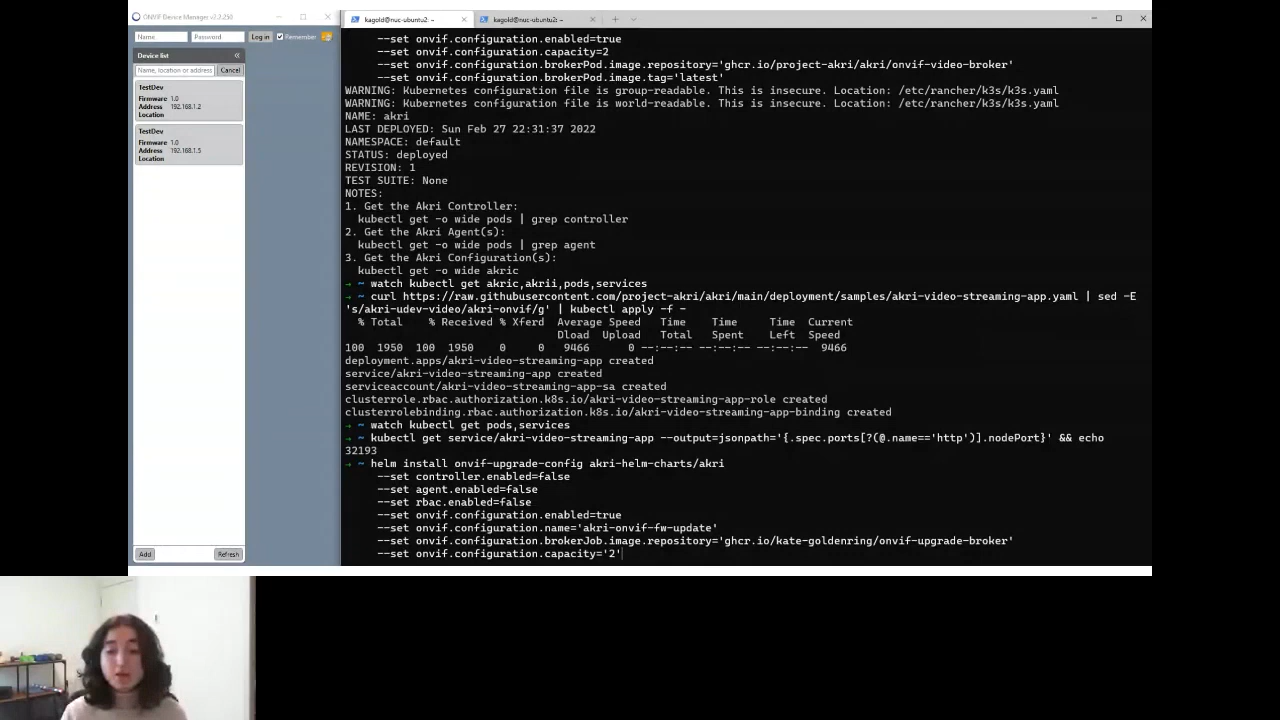 ONVIF Device Manager v2.2.250
Name
Password
Log in
Remember
Device list
«
Name, location or address
Cancel
TestDev
Firmware 1.0
Address 192.168.1.2
Location
TestDev
Firmware 1.0
Address 192.168.1.5
Location
Add
Refresh
kagold@nuc-ubuntu2: ~
kagold@nuc-ubuntu2: ~
--set onvif.configuration.enabled=true
--set onvif.configuration.capacity=2
--set onvif.configuration.brokerPod.image.repository='ghcr.io/project-akri/akri/onvif-video-broker'
--set onvif.configuration.brokerPod.image.tag='latest'
WARNING: Kubernetes configuration file is group-readable. This is insecure. Location: /etc/rancher/k3s/k3s.yaml
WARNING: Kubernetes configuration file is world-readable. This is insecure. Location: /etc/rancher/k3s/k3s.yaml
NAME: akri
LAST DEPLOYED: Sun Feb 27 22:31:37 2022
NAMESPACE: default
STATUS: deployed
REVISION: 1
TEST SUITE: None
NOTES:
1. Get the Akri Controller:
kubectl get -o wide pods | grep controller
2. Get the Akri Agent(s):
kubectl get -o wide pods | grep agent
3. Get the Akri Configuration(s):
kubectl get -o wide akric
→ ~ watch kubectl get akric,akrii,pods,services
→ ~ curl https://raw.githubusercontent.com/project-akri/akri/main/deployment/samples/akri-video-streaming-app.yaml | sed -E
's/akri-udev-video/akri-onvif/g' | kubectl apply -f -
% Total % Received % Xferd Average Speed Time Time Time Current
Dload Upload Total Spent Left Speed
100 1950 100 1950 0 0 9466 0 --:--:-- --:--:-- --:--:-- 9466
deployment.apps/akri-video-streaming-app created
service/akri-video-streaming-app created
serviceaccount/akri-video-streaming-app-sa created
clusterrole.rbac.authorization.k8s.io/akri-video-streaming-app-role created
clusterrolebinding.rbac.authorization.k8s.io/akri-video-streaming-app-binding created
→ ~ watch kubectl get pods,services
→ ~ kubectl get service/akri-video-streaming-app --output=jsonpath='{.spec.ports[?(@.name=='http')].nodePort}' && echo
32193
→ ~ helm install onvif-upgrade-config akri-helm-charts/akri
--set controller.enabled=false
--set agent.enabled=false
--set rbac.enabled=false
--set onvif.configuration.enabled=true
--set onvif.configuration.name='akri-onvif-fw-update'
--set onvif.configuration.brokerJob.image.repository='ghcr.io/kate-goldenring/onvif-upgrade-broker'
--set onvif.configuration.capacity='2'